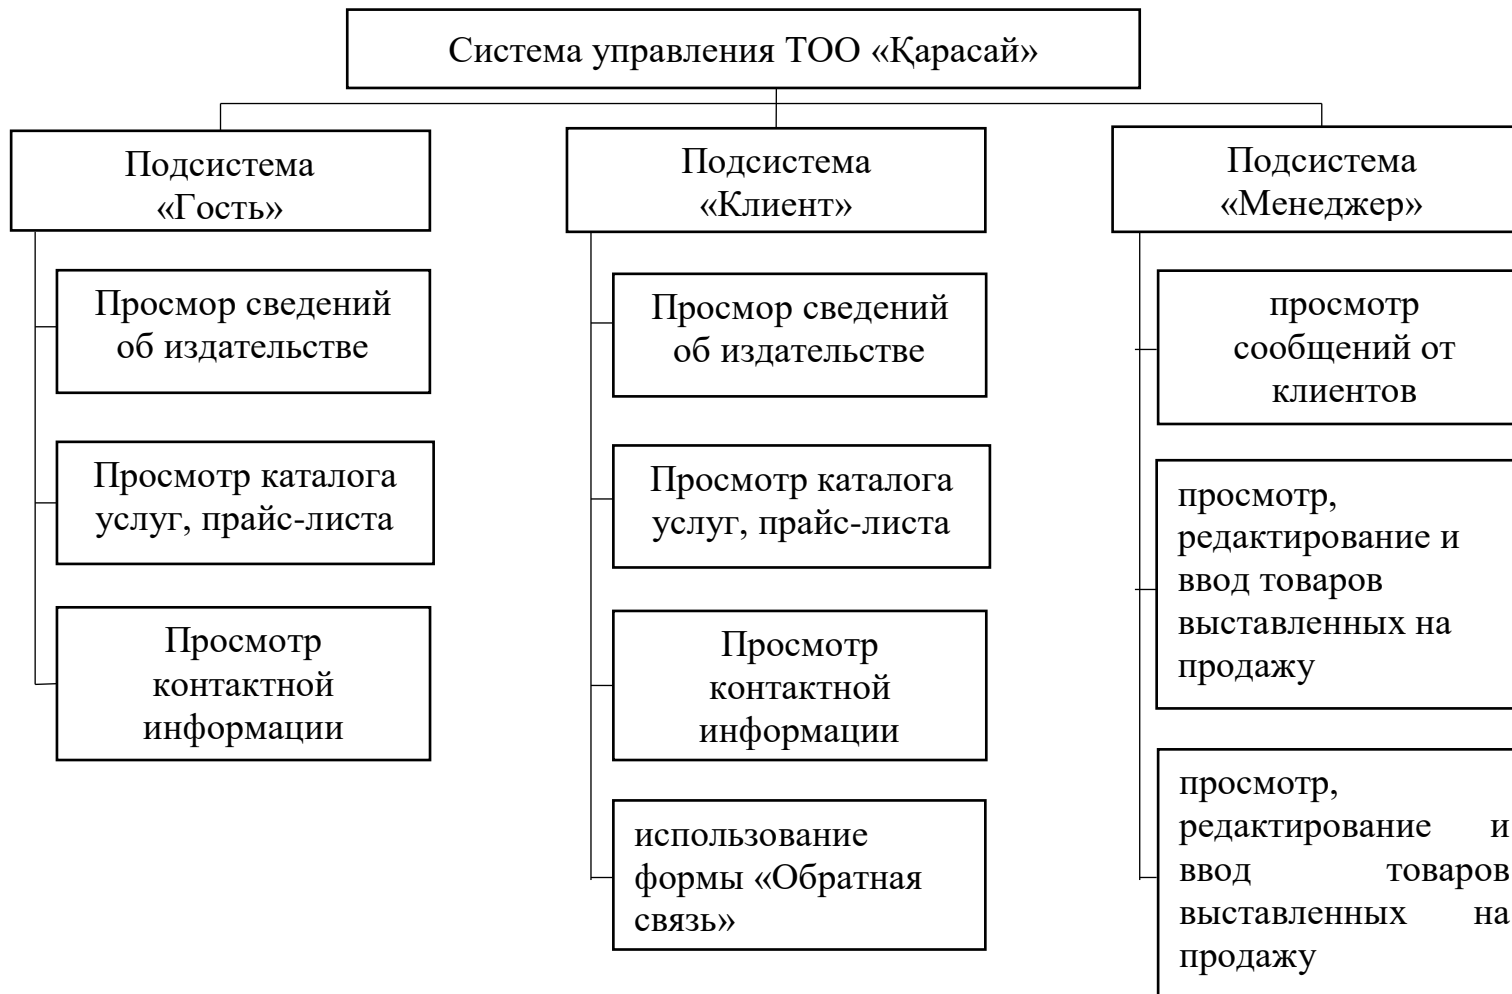 Система управления ТОО «Қарасай»
Подсистема
«Гость»
Просмор сведений
об издательстве
Просмотр каталога
услуг, прайс-листа
Просмотр
контактной
информации
Подсистема
«Клиент»
Просмор сведений
об издательстве
Просмотр каталога
услуг, прайс-листа
Просмотр
контактной
информации
использование
формы «Обратная
связь»
Подсистема
«Менеджер»
просмотр
сообщений от
клиентов
просмотр,
редактирование и
ввод товаров
выставленных на
продажу
просмотр,
редактирование и
ввод товаров
выставленных на
продажу